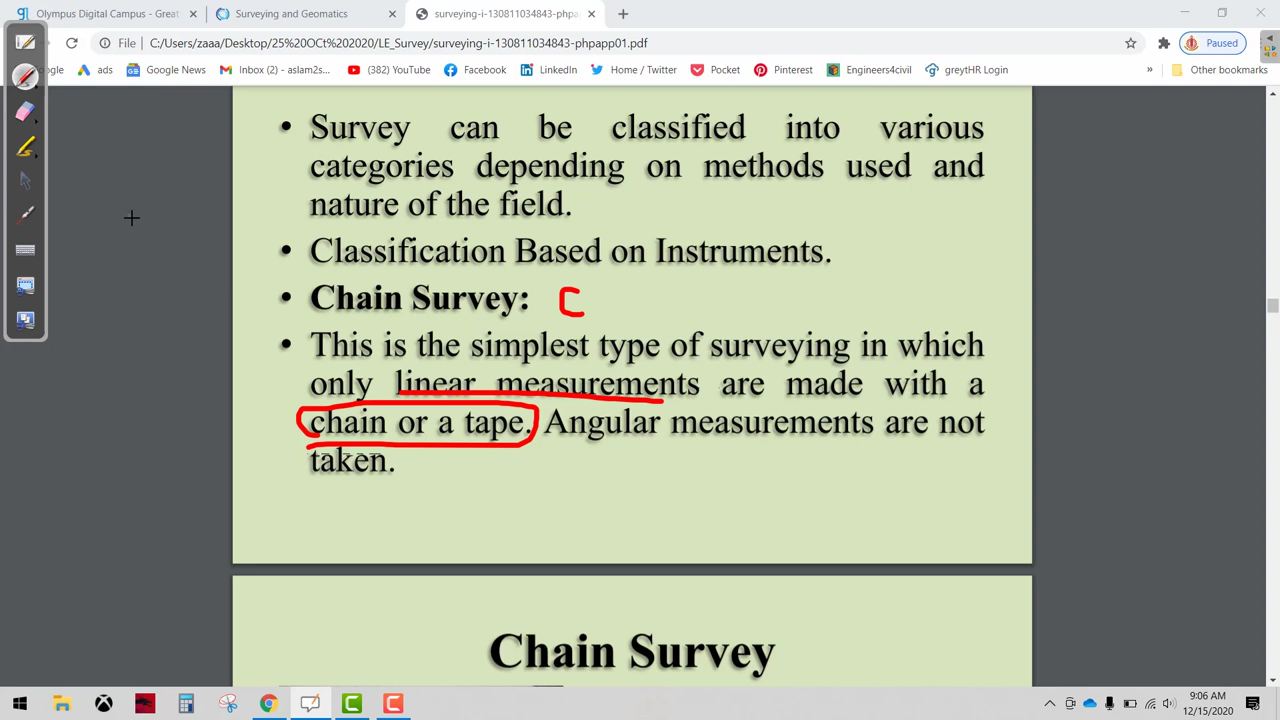 Olympus Digital Campus - Great
Surveying and Geomatics
surveying-i-130811034843-phpa
File C:/Users/zaaa/Desktop/25%20OCt%202020/LE_Survey/surveying-i-130811034843-phpapp01.pdf
Paused
ogle ads Google News Inbox (2) - aslam2s... (382) YouTube Facebook LinkedIn Home / Twitter Pocket Pinterest Engineers4civil greytHR Login » Other bookmarks
• Survey can be classified into various
categories depending on methods used and
nature of the field.
• Classification Based on Instruments.
• Chain Survey: C
• This is the simplest type of surveying in which
only linear measurements are made with a
chain or a tape. Angular measurements are not
taken.
Chain Survey
9:06 AM
12/15/2020